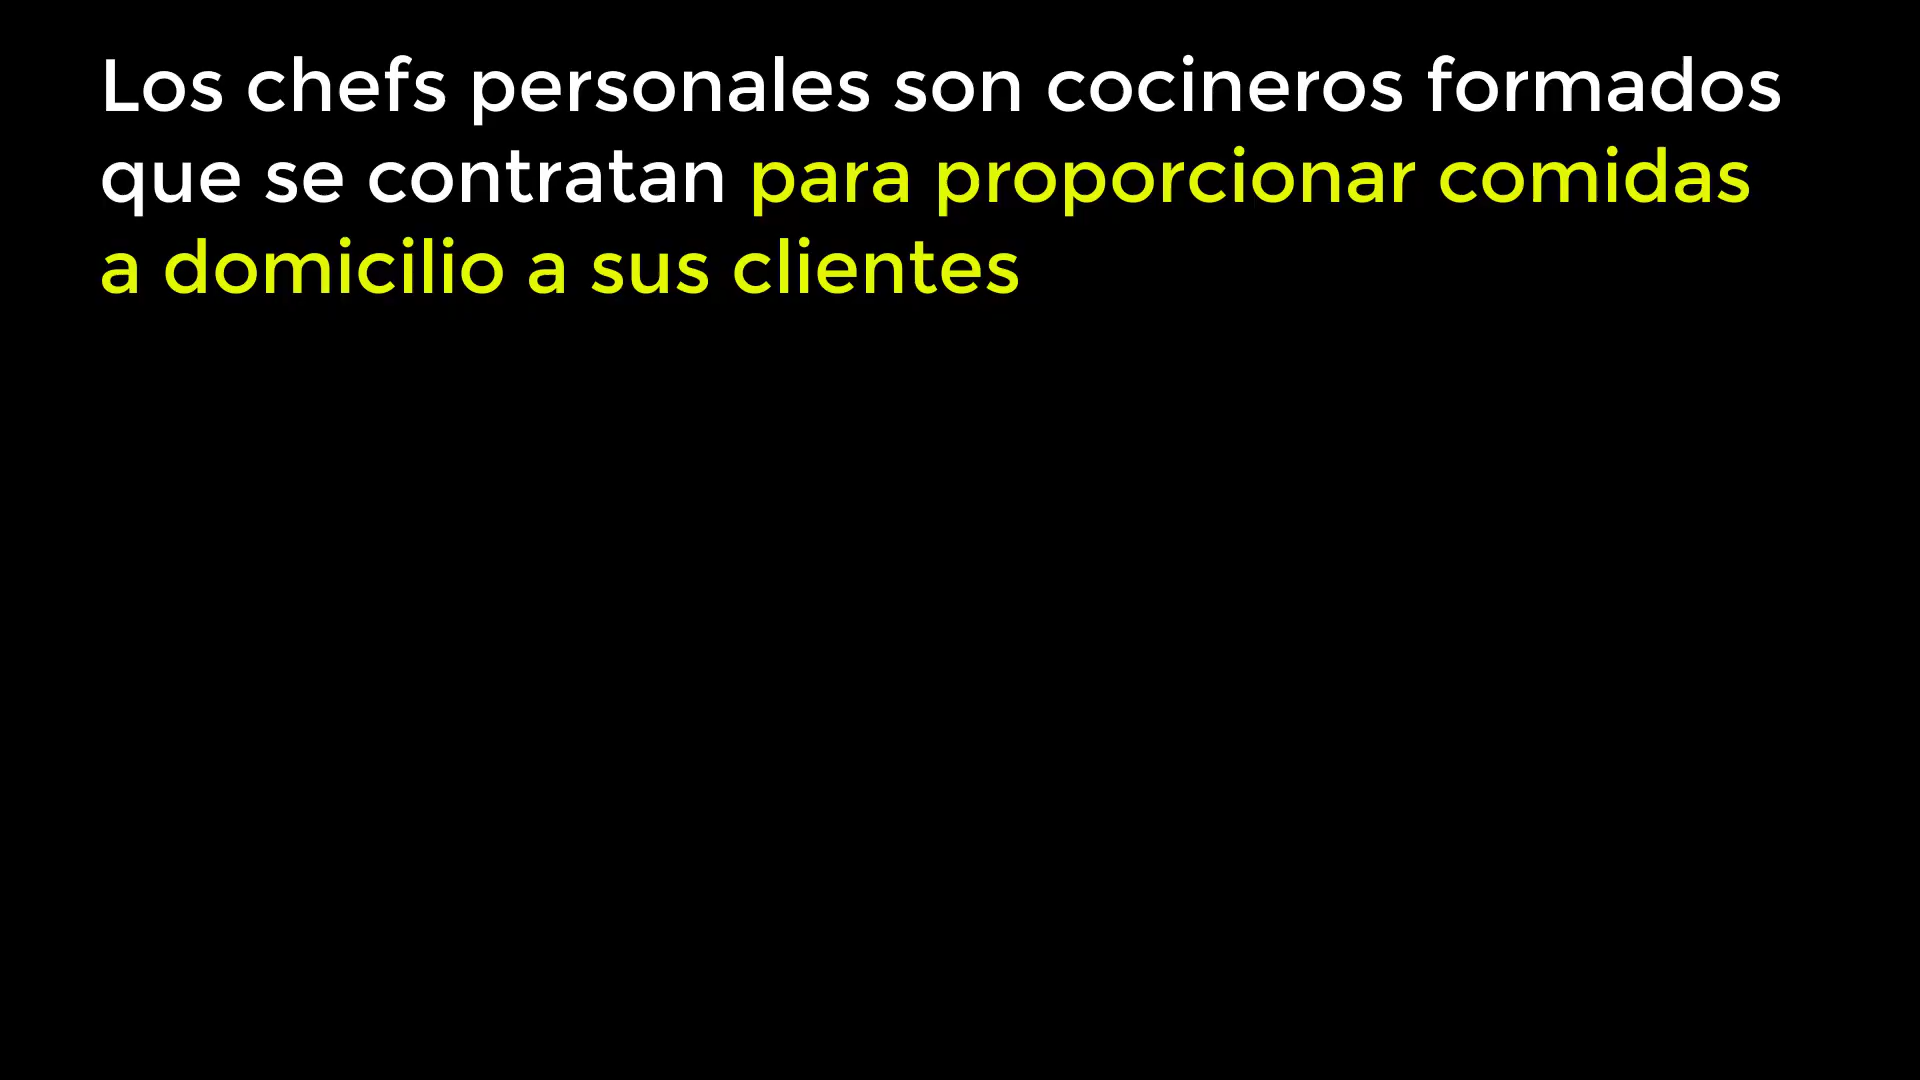 Los chefs personales son cocineros formados
que se contratan para proporcionar comidas
a domicilio a sus clientes